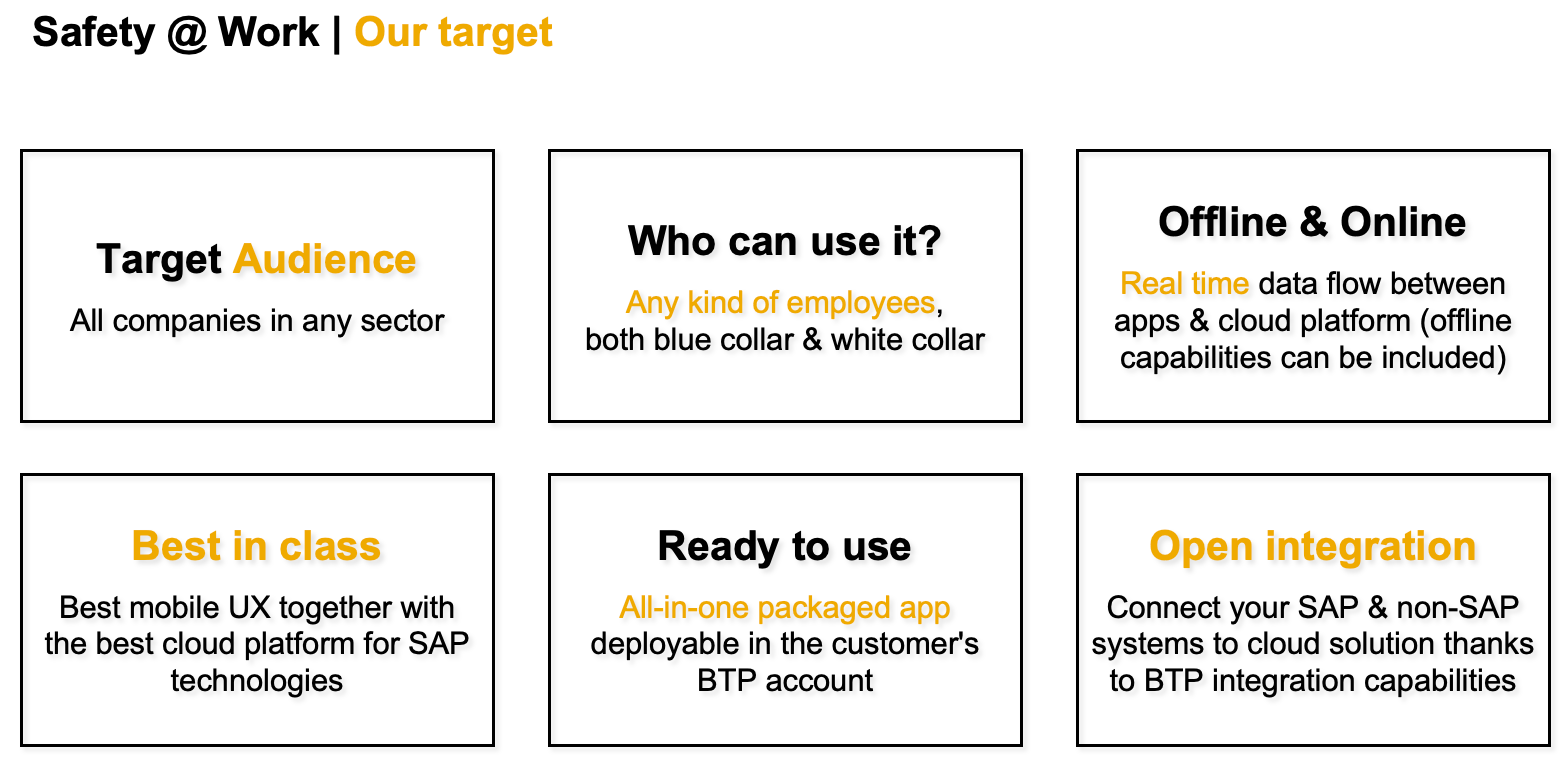 Safety @ Work | Our target
Target Audience
All companies in any sector
Who can use it?
Any kind of employees,
both blue collar & white collar
Offline & Online
Real time data flow between
apps & cloud platform (offline
capabilities can be included)
Best in class
Best mobile UX together with
the best cloud platform for SAP
technologies
Ready to use
All-in-one packaged app
deployable in the customer's
BTP account
Open integration
Connect your SAP & non-SAP
systems to cloud solution thanks
to BTP integration capabilities